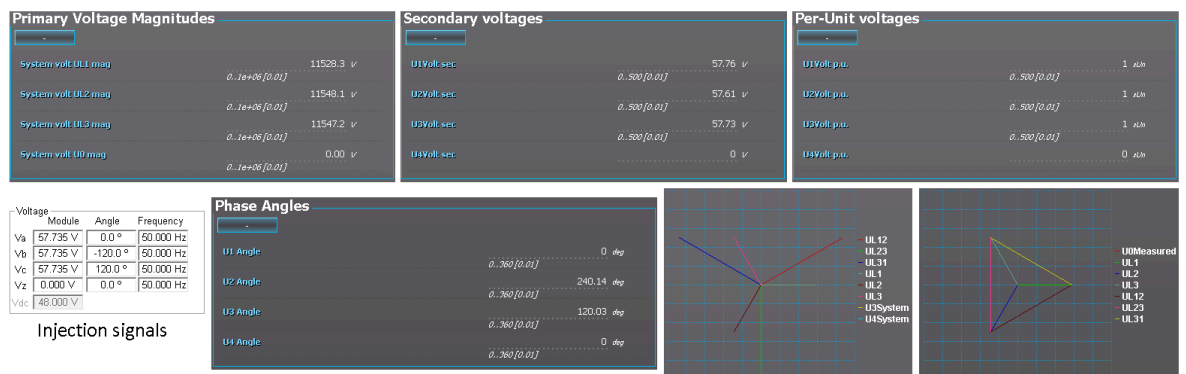 Primary Voltage Magnitudes
-
System volt UL1 mag 11528.3 V
0..1e+06 [0.01]
System volt UL2 mag 11548.1 V
0..1e+06 [0.01]
System volt UL3 mag 11547.2 V
0..1e+06 [0.01]
System volt U0 mag 0.00 V
0..1e+06 [0.01]
Secondary voltages
-
U1Volt sec 57.76 V
0..500 [0.01]
U2Volt sec 57.61 V
0..500 [0.01]
U3Volt sec 57.73 V
0..500 [0.01]
U4Volt sec 0 V
Per-Unit voltages
-
U1Volt p.u. 1 xUn
0..500 [0.01]
U2Volt p.u. 1 xUn
0..500 [0.01]
U3Volt p.u. 1 xUn
0..500 [0.01]
U4Volt p.u. 0 xUn
Voltage
Module Angle Frequency
Va 57.735 V 0.0 º 50.000 Hz
Vb 57.735 V -120.0 º 50.000 Hz
Vc 57.735 V 120.0 º 50.000 Hz
Vz 0.000 V 0.0 º 50.000 Hz
Vdc 48.000 V
Injection signals
Phase Angles
-
U1 Angle 0 deg
0..360 [0.01]
U2 Angle 240.14 deg
0..360 [0.01]
U3 Angle 120.03 deg
0..360 [0.01]
U4 Angle 0 deg
0..360 [0.01]
UL12
UL23
UL31
UL1
UL2
UL3
U3System
U4System
U0Measured
UL1
UL2
UL3
UL12
UL23
UL31